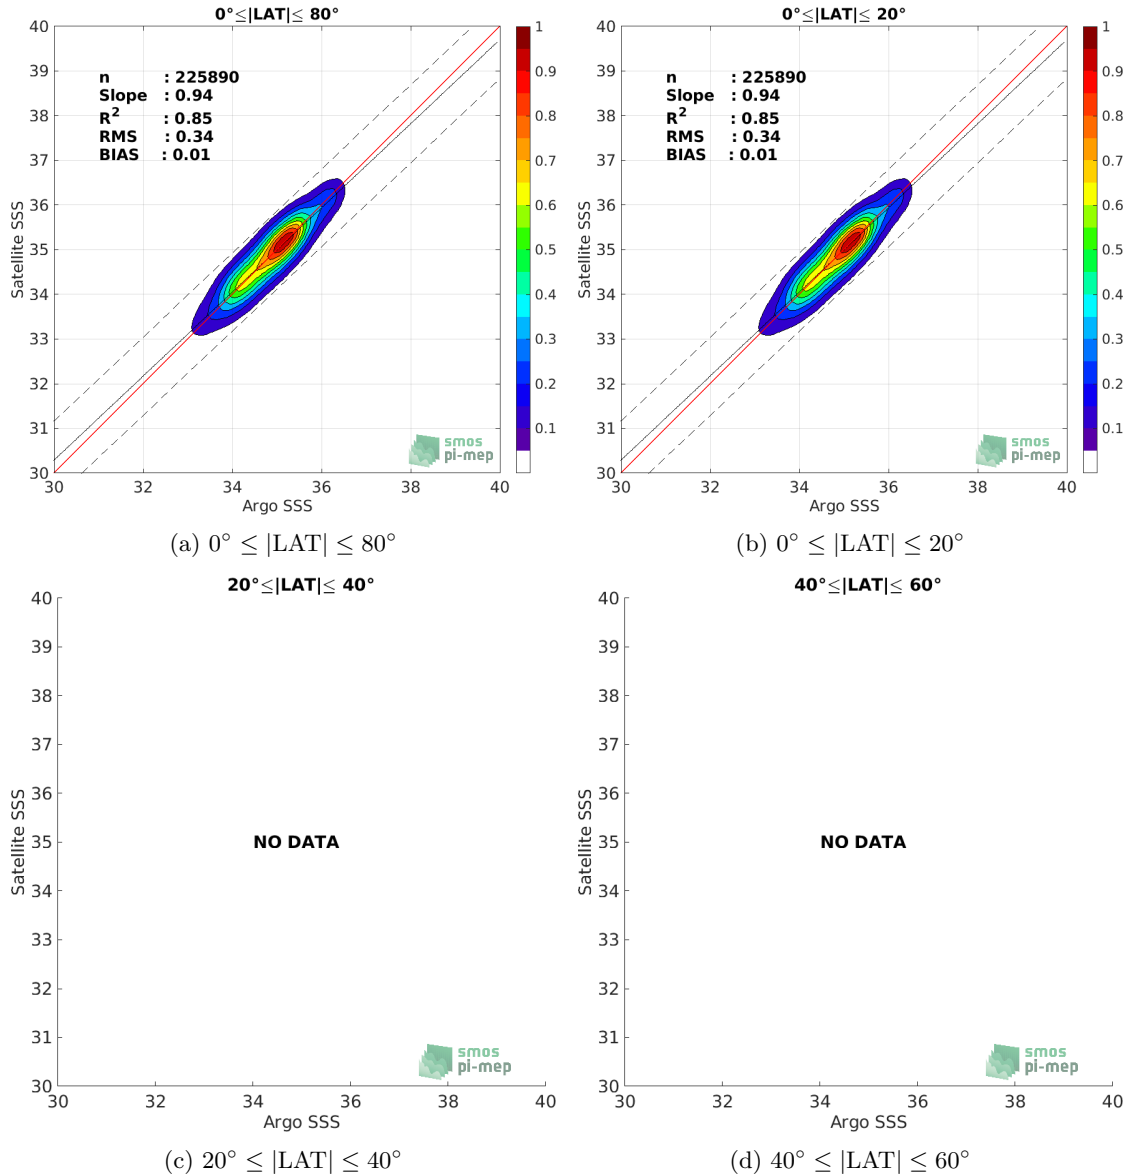 0°≤|LAT|≤ 80°
40
39
38
37
36
35
34
33
32
31
30
Satellite SSS
n : 225890
Slope : 0.94
R2 : 0.85
RMS : 0.34
BIAS : 0.01
smos
pi-mep
30 32 34 36 38 40
Argo SSS
1
0.9
0.8
0.7
0.6
0.5
0.4
0.3
0.2
0.1
(a) 0° ≤ |LAT| ≤ 80°
0°≤|LAT|≤ 20°
40
39
38
37
36
35
34
33
32
31
30
Satellite SSS
n : 225890
Slope : 0.94
R2 : 0.85
RMS : 0.34
BIAS : 0.01
smos
pi-mep
30 32 34 36 38 40
Argo SSS
1
0.9
0.8
0.7
0.6
0.5
0.4
0.3
0.2
0.1
(b) 0° ≤ |LAT| ≤ 20°
20°≤|LAT|≤ 40°
40
39
38
37
36
35
34
33
32
31
30
Satellite SSS
NO DATA
smos
pi-mep
30 32 34 36 38 40
Argo SSS
(c) 20° ≤ |LAT| ≤ 40°
40°≤|LAT|≤ 60°
40
39
38
37
36
35
34
33
32
31
30
Satellite SSS
NO DATA
smos
pi-mep
30 32 34 36 38 40
Argo SSS
(d) 40° ≤ |LAT| ≤ 60°